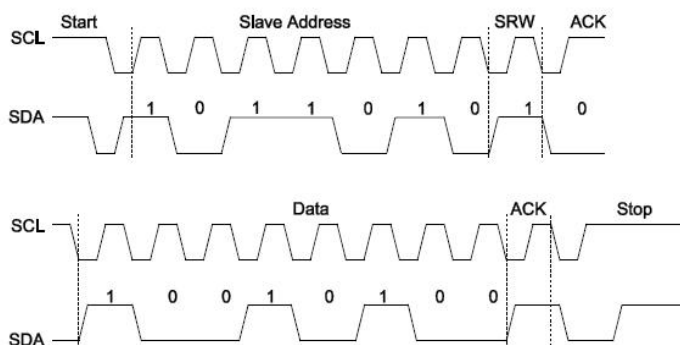 Start Slave Address SRW ACK
SCL
1 0 1 1 0 1 0 1 0
SDA
Data ACK Stop
SCL
1 0 0 1 0 1 0 0
SDA